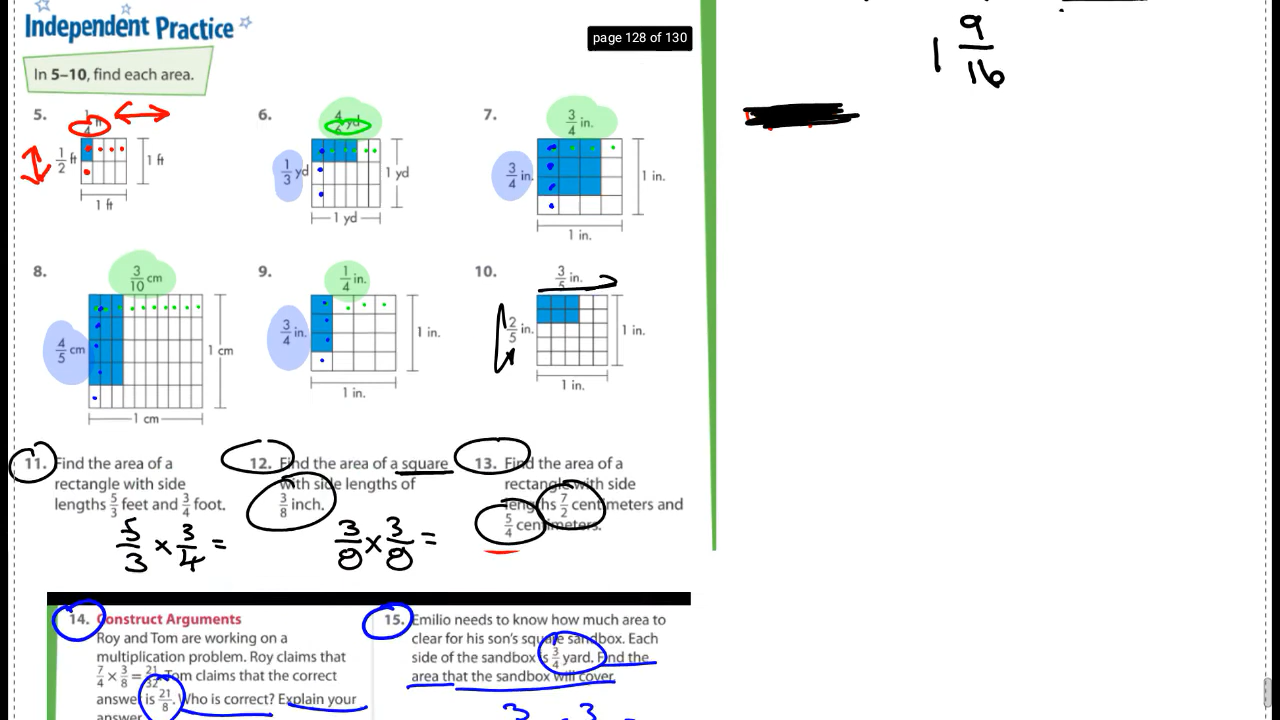 Independent Practice
page 128 of 130
1 9/16
In 5–10, find each area.
5.
1/4 ft
1/2 ft
1 ft
1 ft
6.
4/6 yd
1/3 yd
1 yd
1 yd
7.
3/4 in.
3/4 in.
1 in.
1 in.
8.
3/10 cm
4/5 cm
1 cm
1 cm
9.
1/4 in.
3/4 in.
1 in.
1 in.
10.
3/5 in.
2/5 in.
1 in.
1 in.
11. Find the area of a
rectangle with side
lengths 5/3 feet and 3/4 foot.
5/3 × 3/4 =
12. Find the area of a square
with side lengths of
3/8 inch.
3/8 × 3/8 =
13. Find the area of a
rectangle with side
lengths 7/2 centimeters and
5/4 centimeters.
14. Construct Arguments
Roy and Tom are working on a
multiplication problem. Roy claims that
7/4 × 3/8 = 21/32. Tom claims that the correct
answer is 21/8. Who is correct? Explain your
answer.
15. Emilio needs to know how much area to
clear for his son's square sandbox. Each
side of the sandbox is 3/4 yard. Find the
area that the sandbox will cover.
3 3